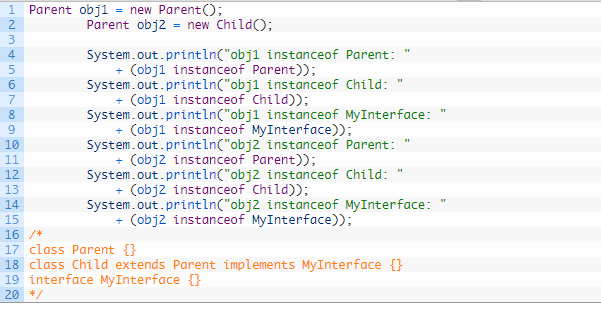 1 Parent obj1 = new Parent();
2         Parent obj2 = new Child();
3
4         System.out.println("obj1 instanceof Parent: "
5             + (obj1 instanceof Parent));
6         System.out.println("obj1 instanceof Child: "
7             + (obj1 instanceof Child));
8         System.out.println("obj1 instanceof MyInterface: "
9             + (obj1 instanceof MyInterface));
10         System.out.println("obj2 instanceof Parent: "
11             + (obj2 instanceof Parent));
12         System.out.println("obj2 instanceof Child: "
13             + (obj2 instanceof Child));
14         System.out.println("obj2 instanceof MyInterface: "
15             + (obj2 instanceof MyInterface));
16 /*
17 class Parent {}
18 class Child extends Parent implements MyInterface {}
19 interface MyInterface {}
20 */